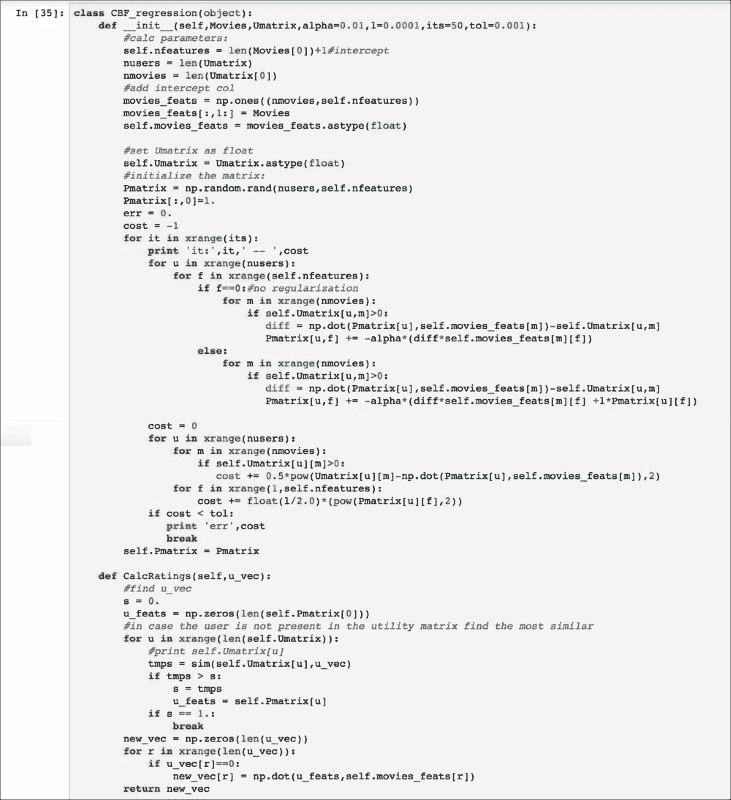 In [35]: class CBF_regression(object):
    def __init__(self,Movies,Umatrix,alpha=0.01,l=0.0001,its=50,tol=0.001):
        #calc parameters:
        self.nfeatures = len(Movies[0])+1#intercept
        nusers = len(Umatrix)
        nmovies = len(Umatrix[0])
        #add intercept col
        movies_feats = np.ones((nmovies,self.nfeatures))
        movies_feats[:,1:] = Movies
        self.movies_feats = movies_feats.astype(float)

        #set Umatrix as float
        self.Umatrix = Umatrix.astype(float)
        #initialize the matrix:
        Pmatrix = np.random.rand(nusers,self.nfeatures)
        Pmatrix[:,0]=1.
        err = 0.
        cost = -1
        for it in xrange(its):
            print 'it:',it,' -- ',cost
            for u in xrange(nusers):
                for f in xrange(self.nfeatures):
                    if f==0:#no regularization
                        for m in xrange(nmovies):
                            if self.Umatrix[u,m]>0:
                               diff = np.dot(Pmatrix[u],self.movies_feats[m])-self.Umatrix[u,m]
                               Pmatrix[u,f] += -alpha*(diff*self.movies_feats[m][f])
                    else:
                        for m in xrange(nmovies):
                            if self.Umatrix[u,m]>0:
                               diff = np.dot(Pmatrix[u],self.movies_feats[m])-self.Umatrix[u,m]
                               Pmatrix[u,f] += -alpha*(diff*self.movies_feats[m][f] +l*Pmatrix[u][f])

            cost = 0
            for u in xrange(nusers):
                for m in xrange(nmovies):
                    if self.Umatrix[u][m]>0:
                       cost += 0.5*pow(Umatrix[u][m]-np.dot(Pmatrix[u],self.movies_feats[m]),2)
                for f in xrange(1,self.nfeatures):
                    cost += float(l/2.0)*(pow(Pmatrix[u][f],2))
            if cost < tol:
               print 'err',cost
               break
        self.Pmatrix = Pmatrix

    def CalcRatings(self,u_vec):
        #find u_vec
        s = 0.
        u_feats = np.zeros(len(self.Pmatrix[0]))
        #in case the user is not present in the utility matrix find the most similar
        for u in xrange(len(self.Umatrix)):
            #print self.Umatrix[u]
            tmps = sim(self.Umatrix[u],u_vec)
            if tmps > s:
                s = tmps
                u_feats = self.Pmatrix[u]
            if s == 1.:
                break
        new_vec = np.zeros(len(u_vec))
        for r in xrange(len(u_vec)):
            if u_vec[r]==0:
                new_vec[r] = np.dot(u_feats,self.movies_feats[r])
        return new_vec